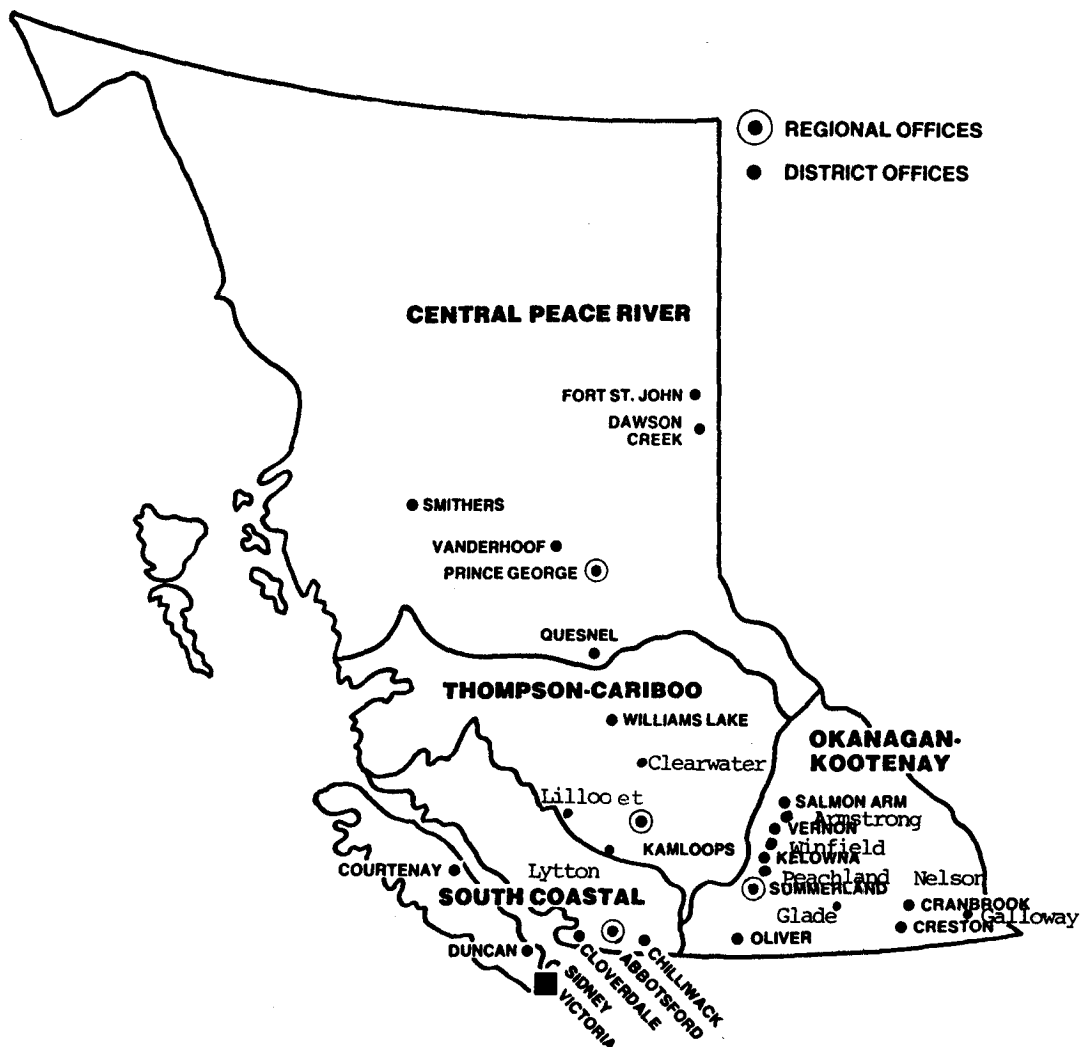 REGIONAL OFFICES
DISTRICT OFFICES
CENTRAL PEACE RIVER
FORT ST. JOHN
DAWSON
CREEK
SMITHERS
VANDERHOOF
PRINCE GEORGE
QUESNEL
THOMPSON-CARIBOO
WILLIAMS LAKE
OKANAGAN-
KOOTENAY
Clearwater
Lillooet
SALMON ARM
Armstrong
VERNON
Winfield
KAMLOOPS
KELOWNA
COURTENAY
Lytton
Peachland
Nelson
SUMMERLAND
SOUTH COASTAL
CRANBROOK
Glade
Galloway
CRESTON
OLIVER
DUNCAN
CHILLIWACK
ABBOTSFORD
CLOVERDALE
SIDNEY
VICTORIA